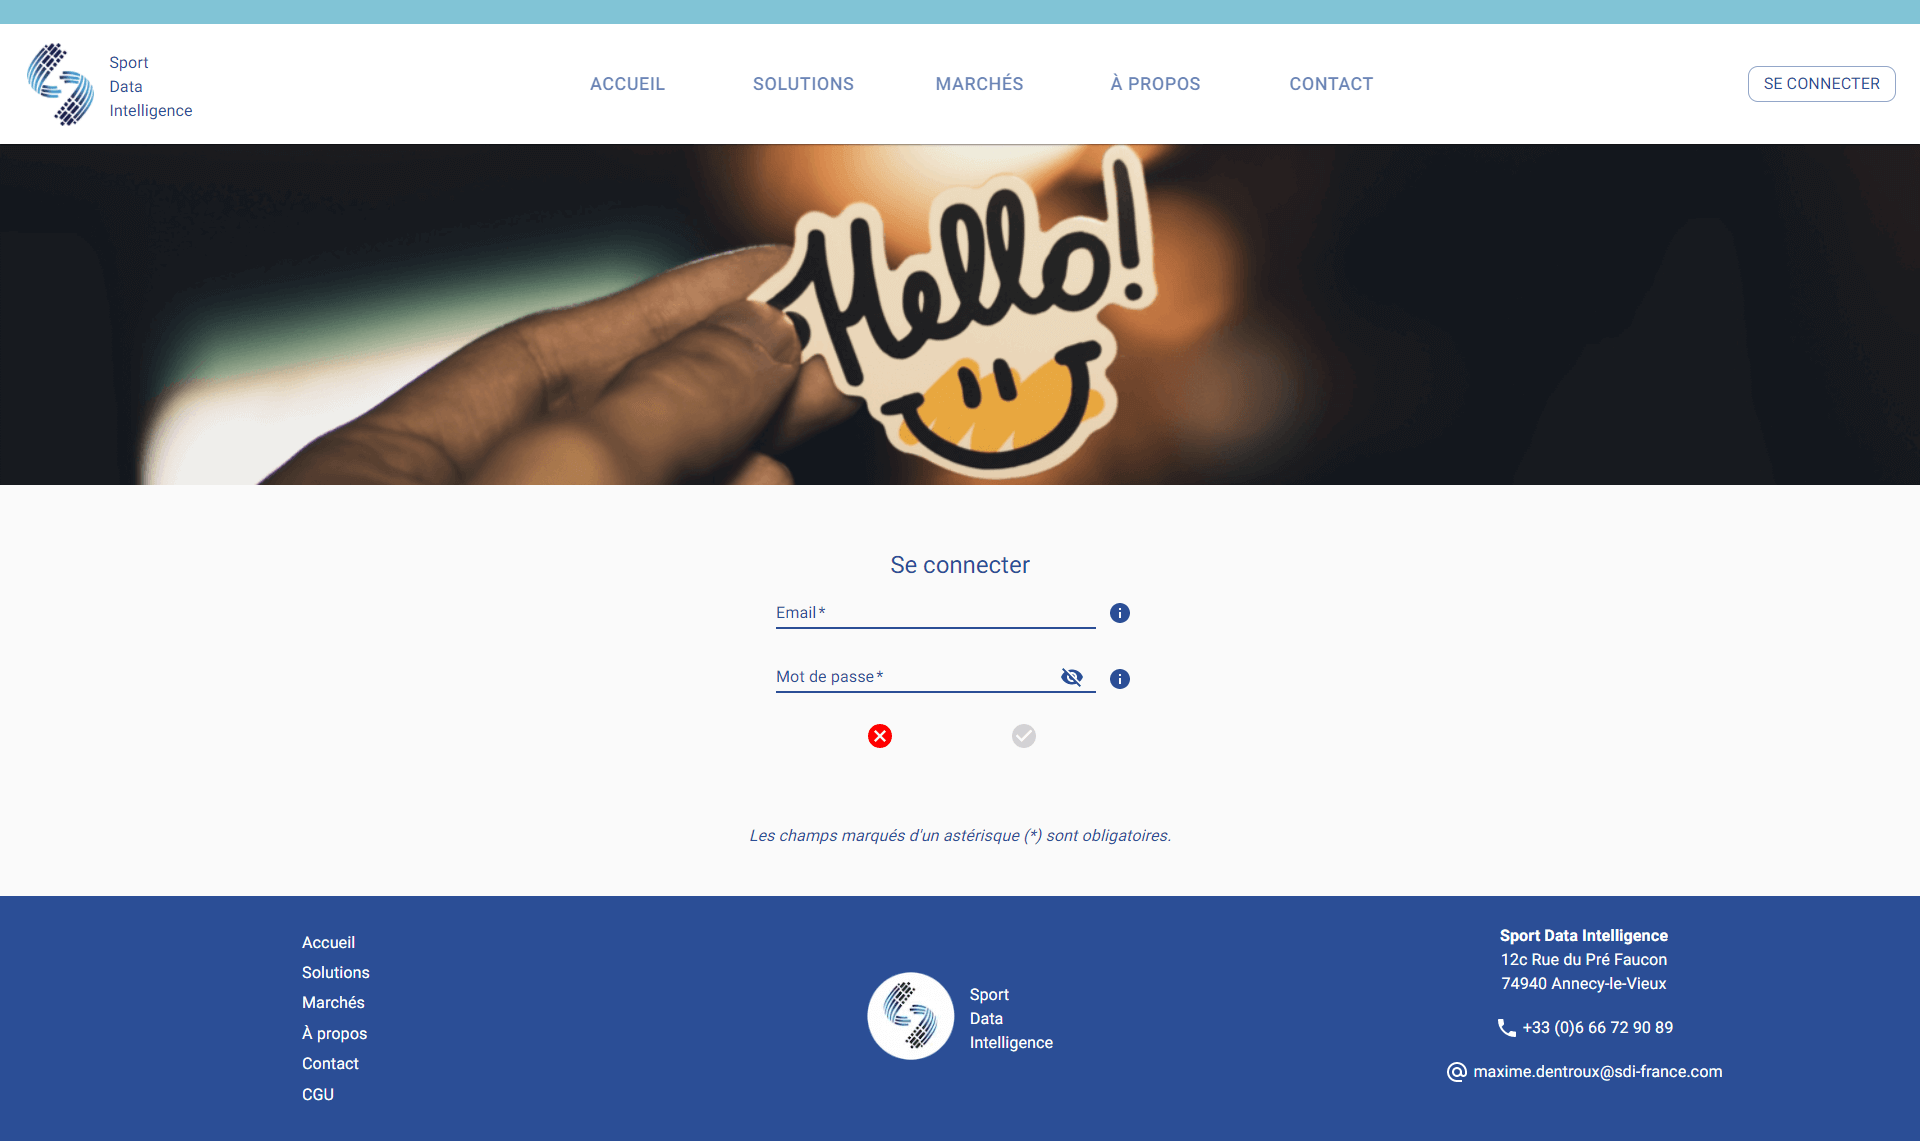 Sport
Data
Intelligence
ACCUEIL
SOLUTIONS
MARCHÉS
À PROPOS
CONTACT
SE CONNECTER
Hello!
Se connecter
Email*
Mot de passe*
Les champs marqués d'un astérisque (*) sont obligatoires.
Accueil
Solutions
Marchés
À propos
Contact
CGU
Sport
Data
Intelligence
Sport Data Intelligence
12c Rue du Pré Faucon
74940 Annecy-le-Vieux
+33 (0)6 66 72 90 89
maxime.dentroux@sdi-france.com